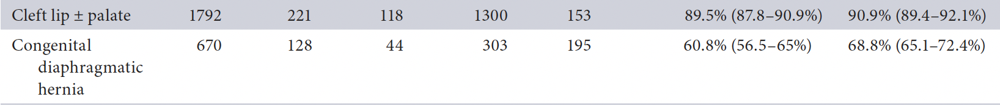 Cleft lip ± palate 1792 221 118 1300 153 89.5% (87.8–90.9%) 90.9% (89.4–92.1%)
Congenital 670 128 44 303 195 60.8% (56.5–65%) 68.8% (65.1–72.4%)
diaphragmatic
hernia